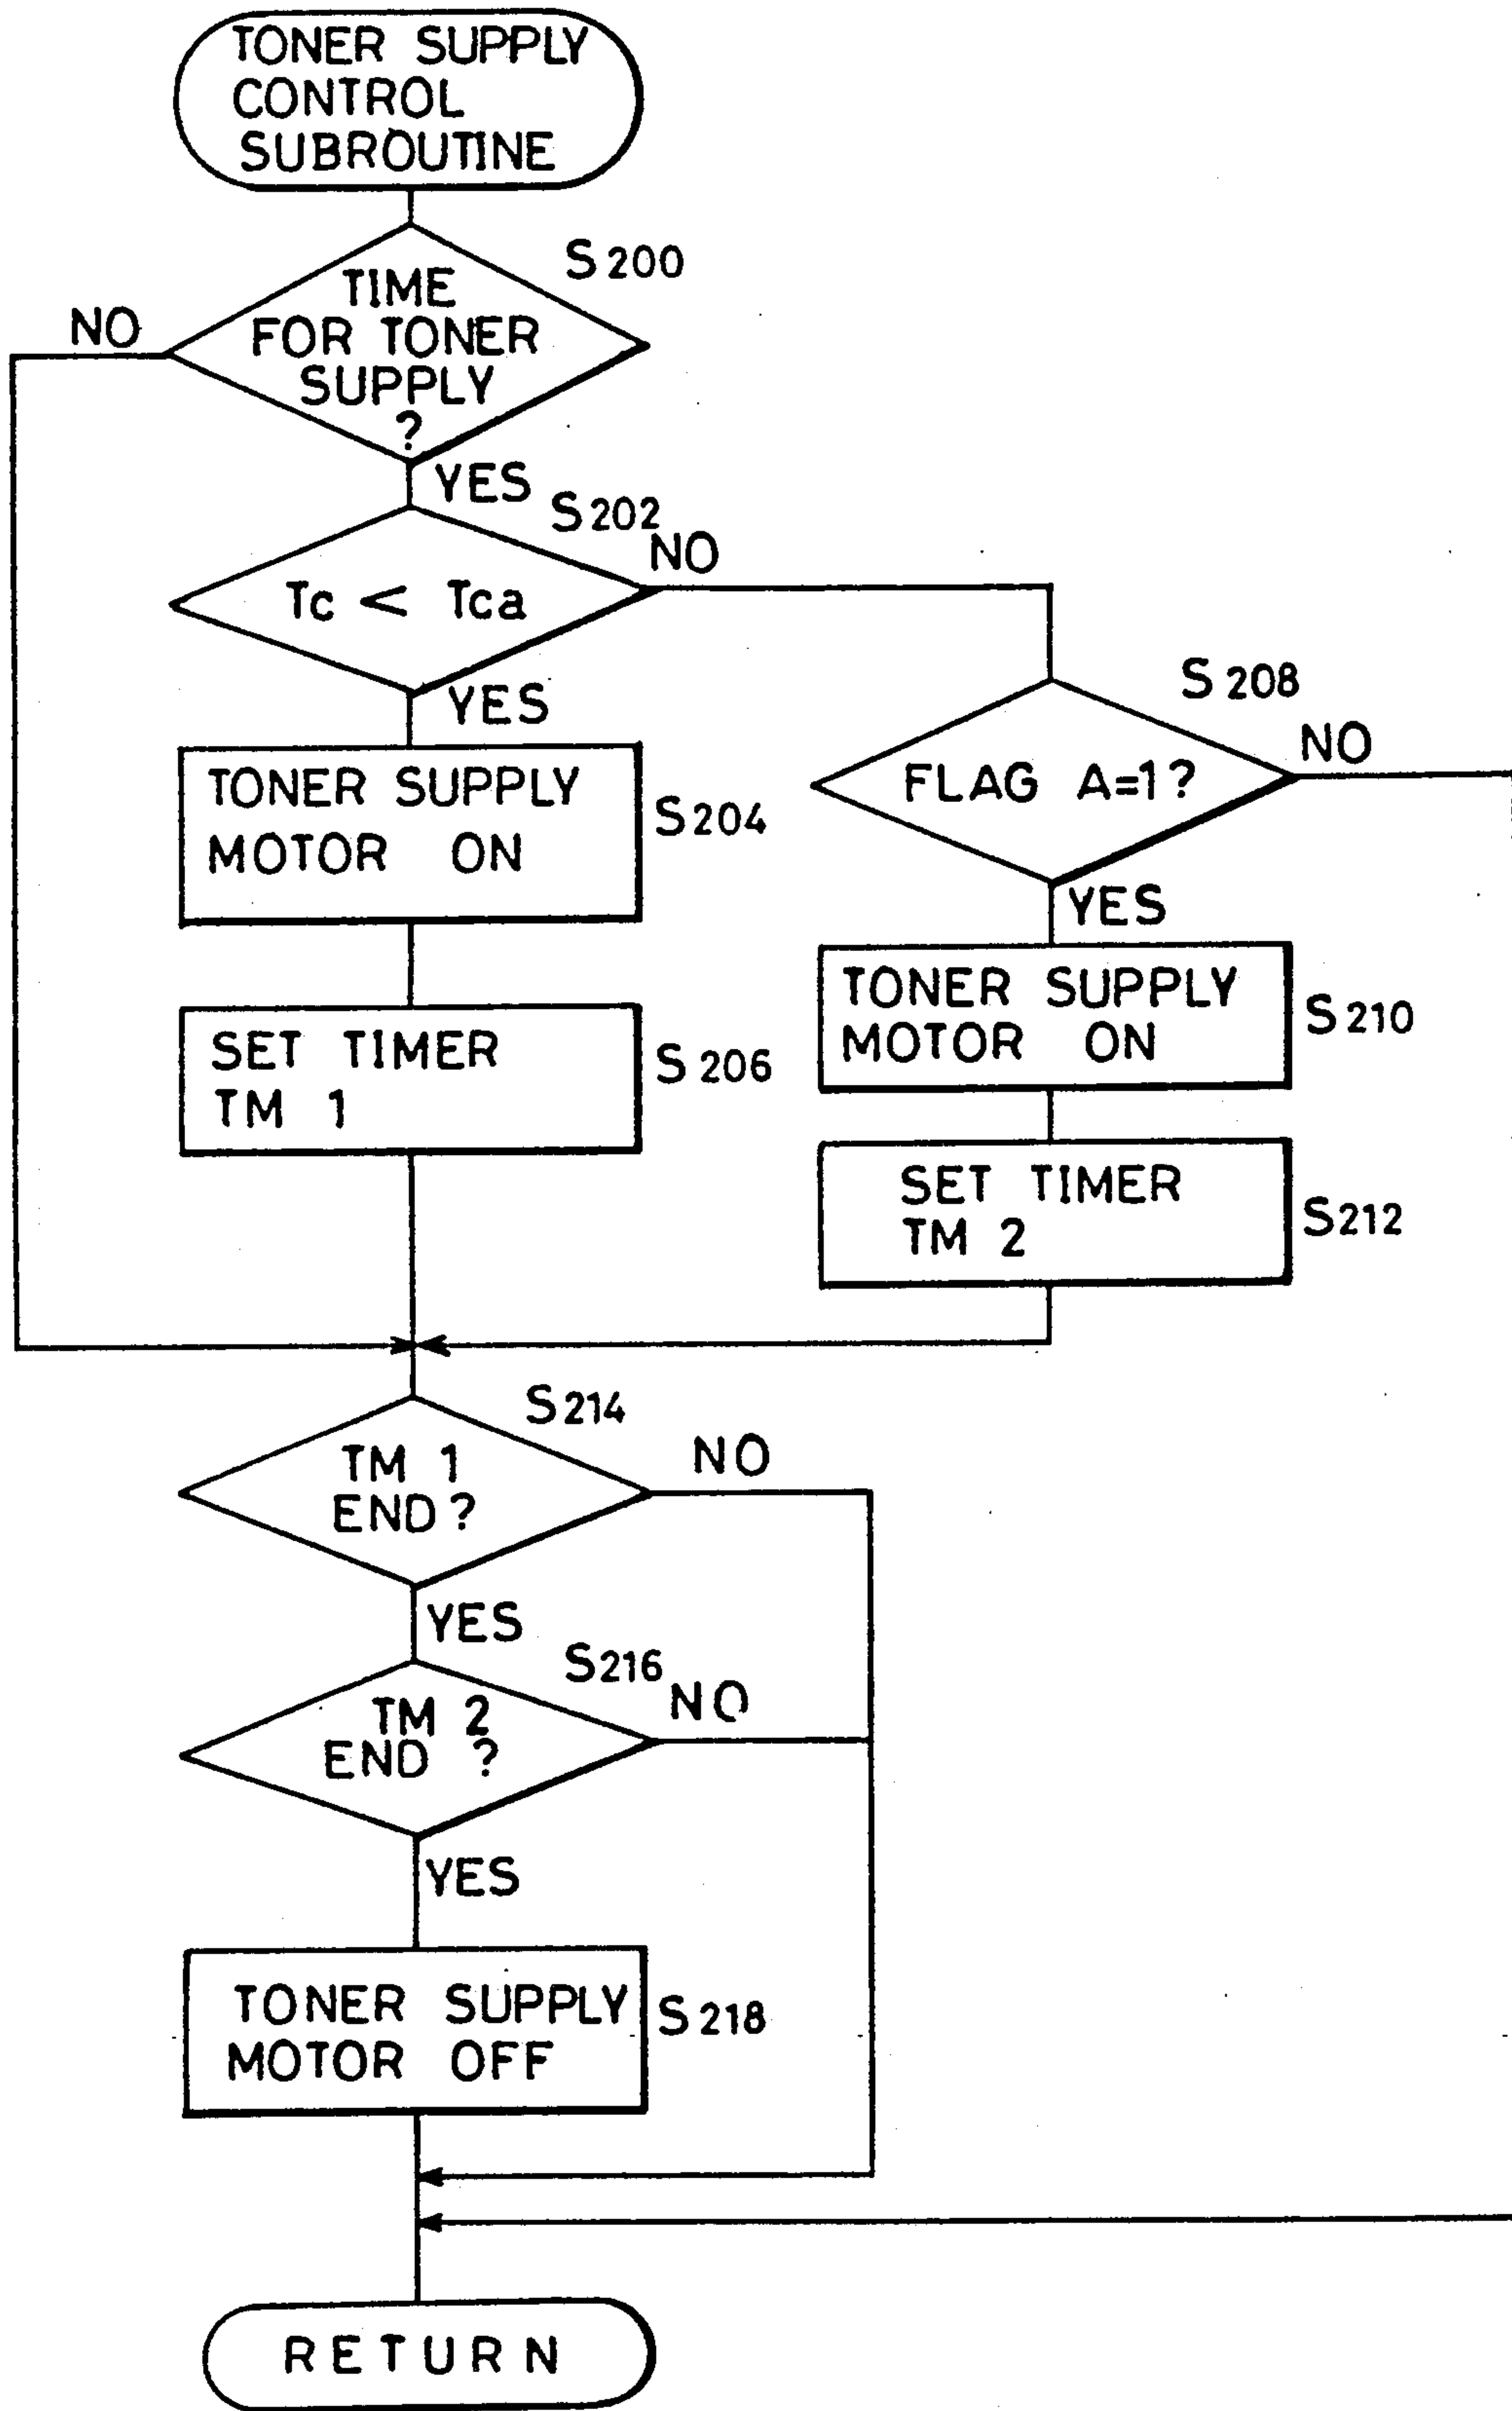 TONER SUPPLY
CONTROL
SUBROUTINE
S200
TIME
FOR TONER
SUPPLY
?
NO
YES
S202
NO
Tc < Tca
YES
S204
TONER SUPPLY
MOTOR ON
S206
SET TIMER
TM 1
S208
NO
FLAG A=1?
YES
TONER SUPPLY
MOTOR ON
S210
SET TIMER
TM 2
S212
S214
TM 1
END?
NO
YES
S216
NO
TM 2
END ?
YES
TONER SUPPLY
MOTOR OFF
S218
RETURN